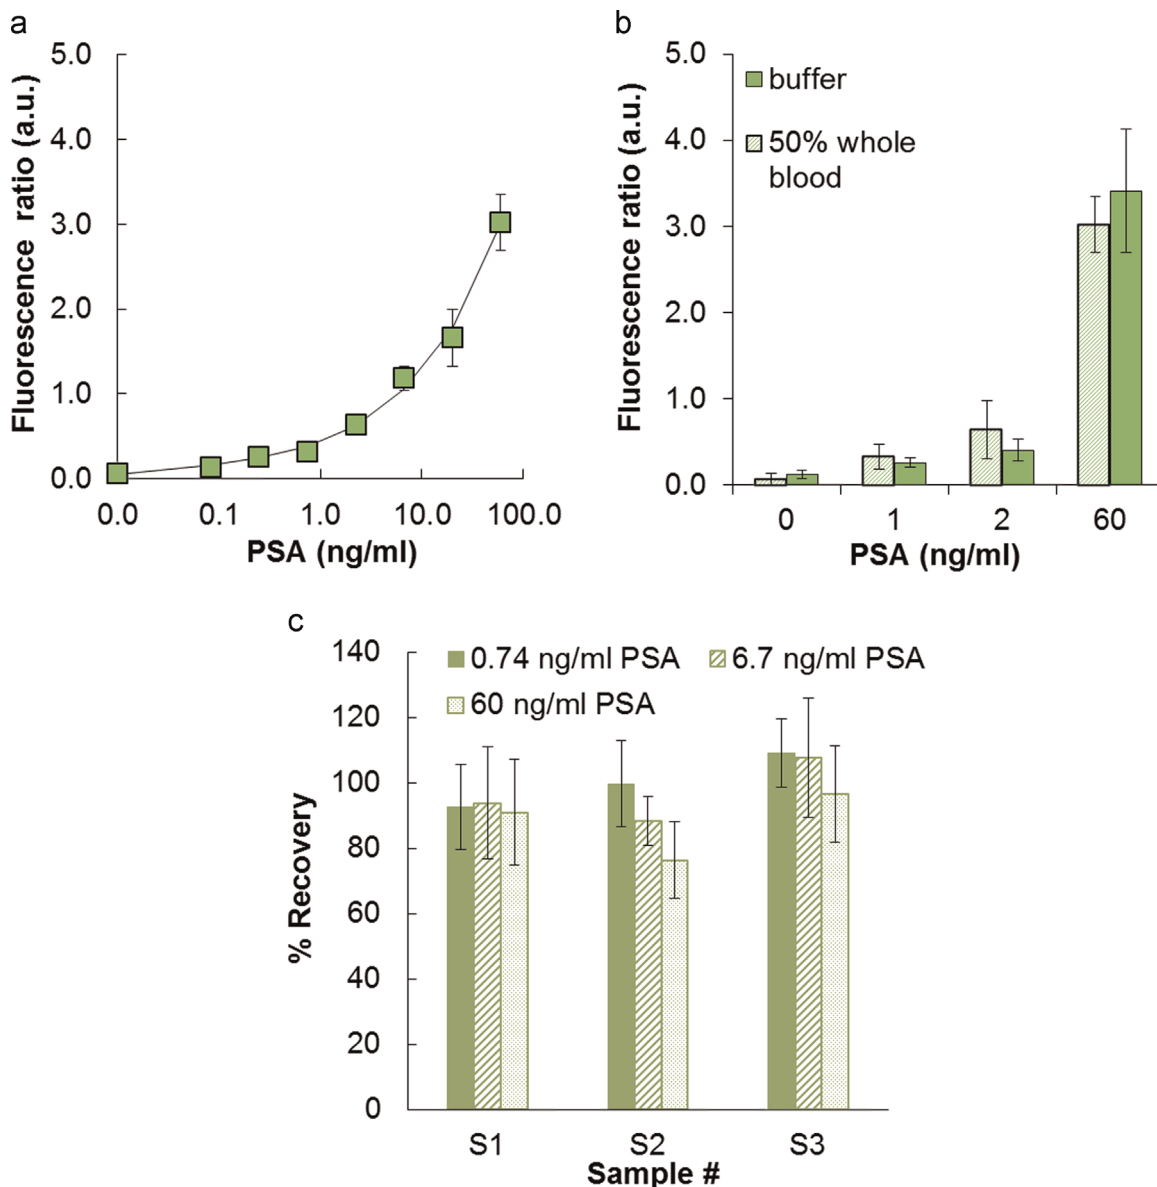 a
5.0
4.0
3.0
2.0
1.0
0.0
Fluorescence ratio (a.u.)
0.0 0.1 1.0 10.0 100.0
PSA (ng/ml)
b
5.0
4.0
3.0
2.0
1.0
0.0
Fluorescence ratio (a.u.)
buffer
50% whole
blood
0 1 2 60
PSA (ng/ml)
c
140
120
100
80
60
40
20
0
% Recovery
0.74 ng/ml PSA 6.7 ng/ml PSA
60 ng/ml PSA
S1 S2 S3
Sample #